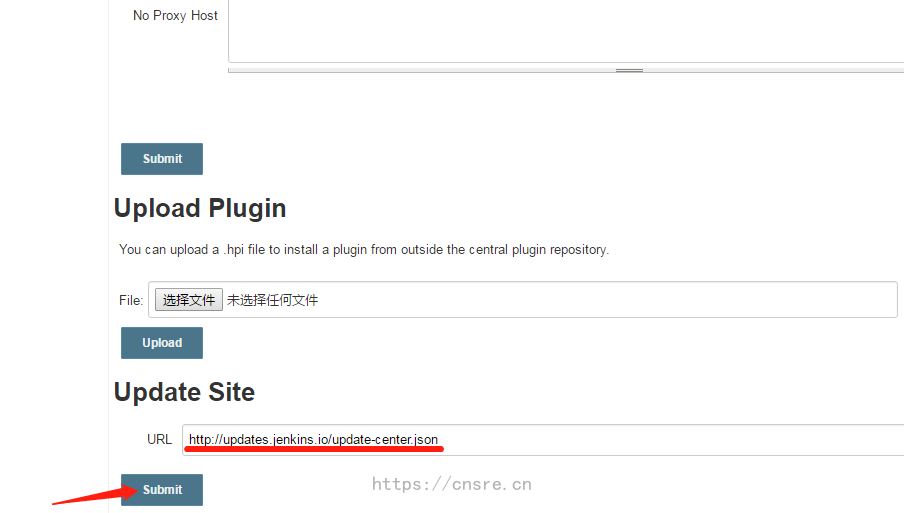 No Proxy Host
Submit
Upload Plugin
You can upload a .hpi file to install a plugin from outside the central plugin repository.
File: 选择文件 未选择任何文件
Upload
Update Site
URL http://updates.jenkins.io/update-center.json
https://cnsre.cn
Submit